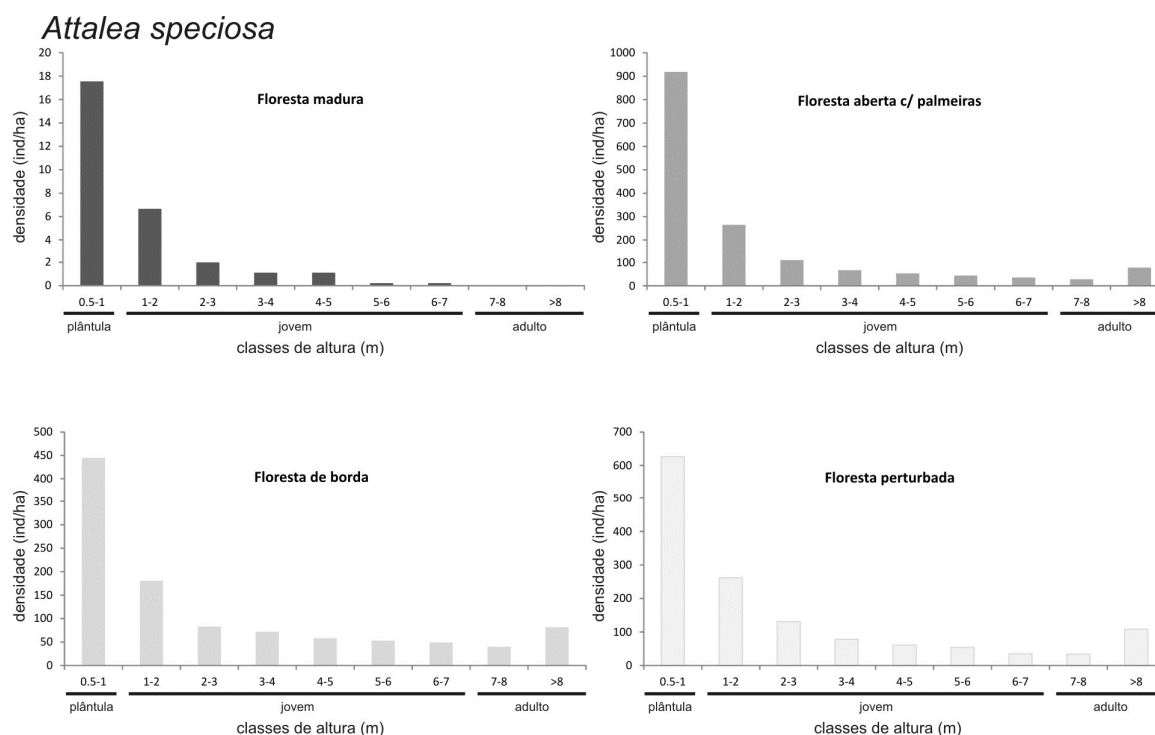 Attalea speciosa
Floresta madura
densidade (ind/ha)
20
18
16
14
12
10
8
6
4
2
0
0.5-1 1-2 2-3 3-4 4-5 5-6 6-7 7-8 >8
plântula jovem adulto
classes de altura (m)
Floresta aberta c/ palmeiras
densidade (ind/ha)
1000
900
800
700
600
500
400
300
200
100
0
0.5-1 1-2 2-3 3-4 4-5 5-6 6-7 7-8 >8
plântula jovem adulto
classes de altura (m)
Floresta de borda
densidade (ind/ha)
500
450
400
350
300
250
200
150
100
50
0
0.5-1 1-2 2-3 3-4 4-5 5-6 6-7 7-8 >8
plântula jovem adulto
classes de altura (m)
Floresta perturbada
densidade (ind/ha)
700
600
500
400
300
200
100
0
0.5-1 1-2 2-3 3-4 4-5 5-6 6-7 7-8 >8
plântula jovem adulto
classes de altura (m)